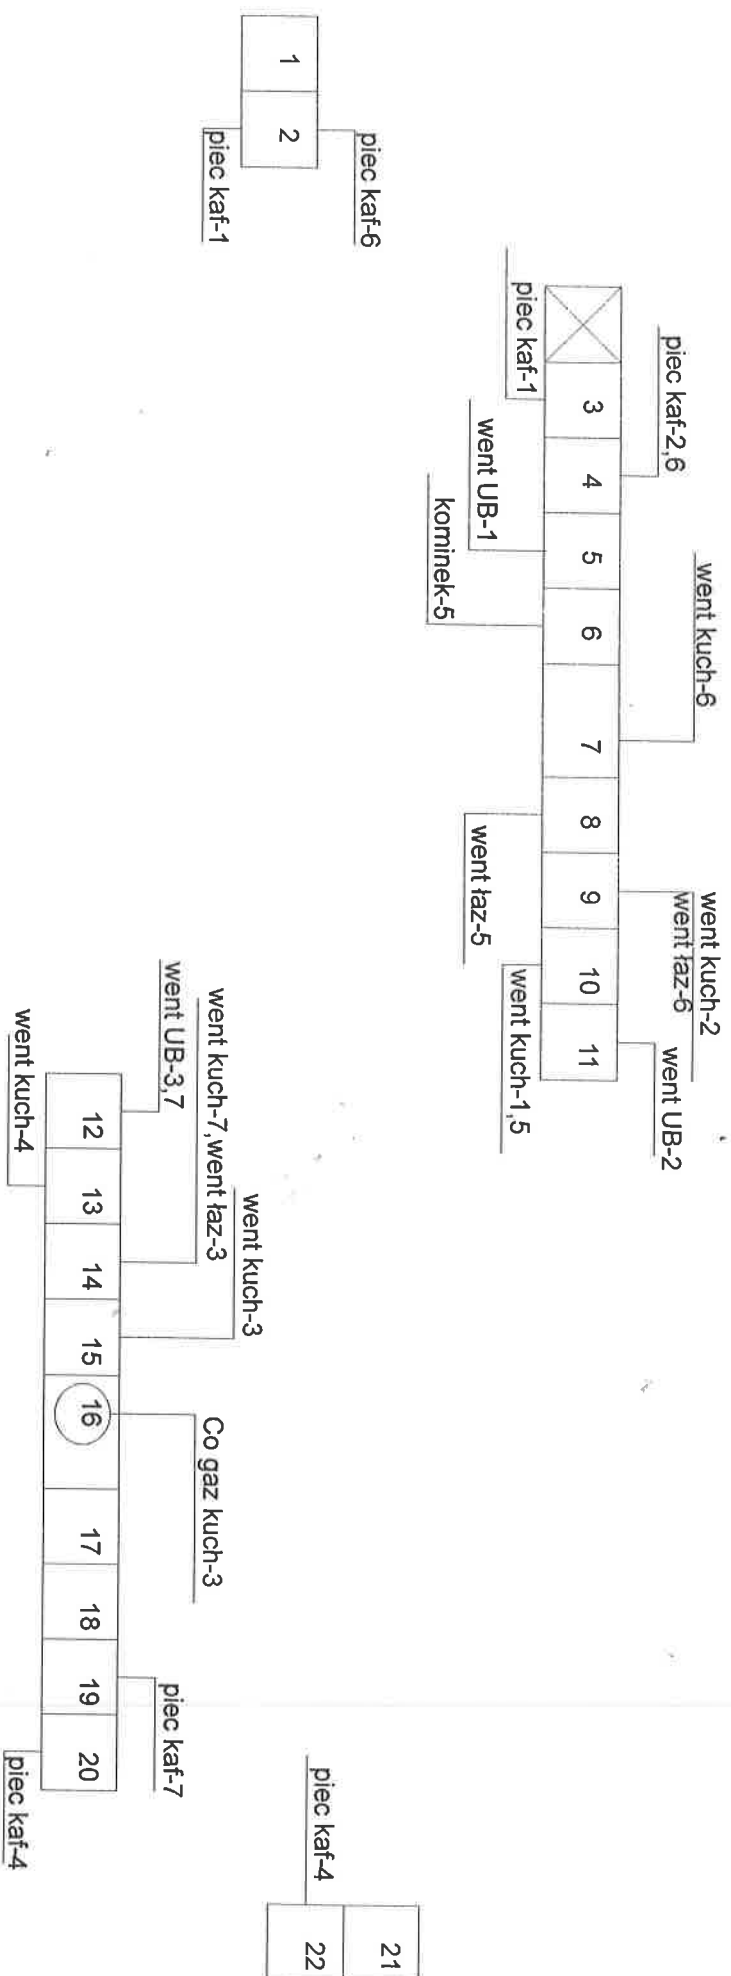 1 2
piec kaf-6
piec kaf-1
piec kaf-2,6
went kuch-6
went kuch-2
went łaz-6
went UB-2
3 4 5 6 7 8 9 10 11
piec kaf-1
went UB-1
kominek-5
went łaz-5
went kuch-1,5
went kuch-3
Co gaz kuch-3
went kuch-7,went łaz-3
went UB-3,7
piec kaf-7
12 13 14 15 16 17 18 19 20
went kuch-4
piec kaf-4
21
22
piec kaf-4